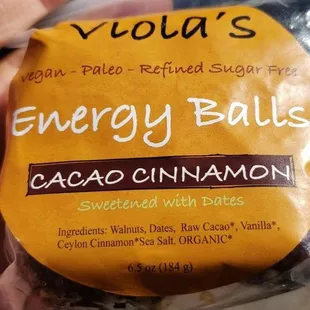 Viola's
vegan - Paleo - Refined Sugar Free
Energy Balls
CACAO CINNAMON
Sweetened with Dates
Ingredients: Walnuts, Dates, Raw Cacao*, Vanilla*,
Ceylon Cinnamon*Sea Salt. ORGANIC*
6.5 oz (184 g)